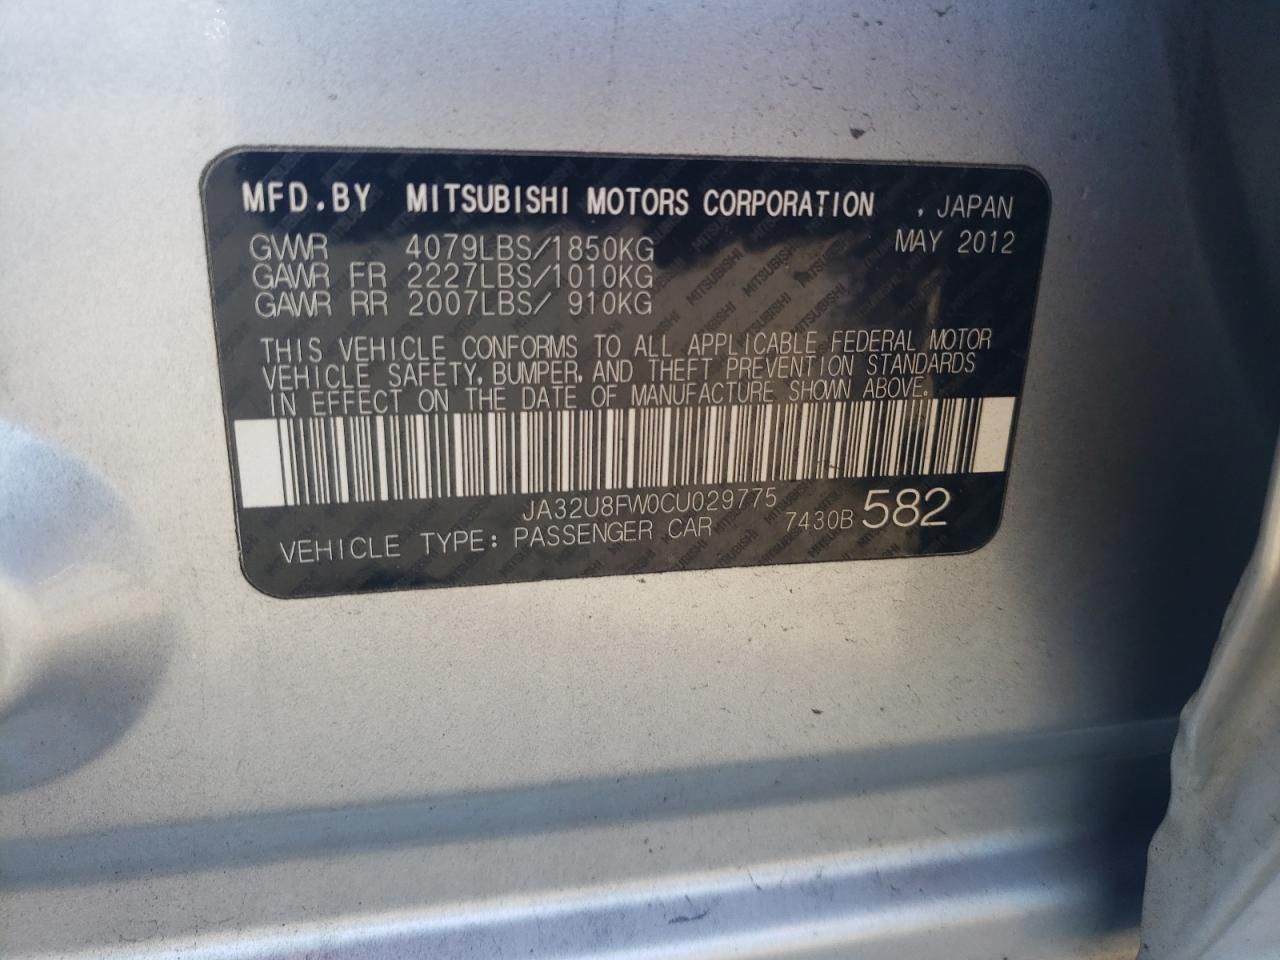 MFD.BY MITSUBISHI MOTORS CORPORATION , JAPAN
MAY 2012
GVWR 4079LBS/1850KG
GAWR FR 2227LBS/1010KG
GAWR RR 2007LBS/ 910KG
THIS VEHICLE CONFORMS TO ALL APPLICABLE FEDERAL MOTOR
VEHICLE SAFETY, BUMPER, AND THEFT PREVENTION STANDARDS
IN EFFECT ON THE DATE OF MANUFACTURE SHOWN ABOVE.
JA32U8FW0CU029775
7430B 582
VEHICLE TYPE: PASSENGER CAR